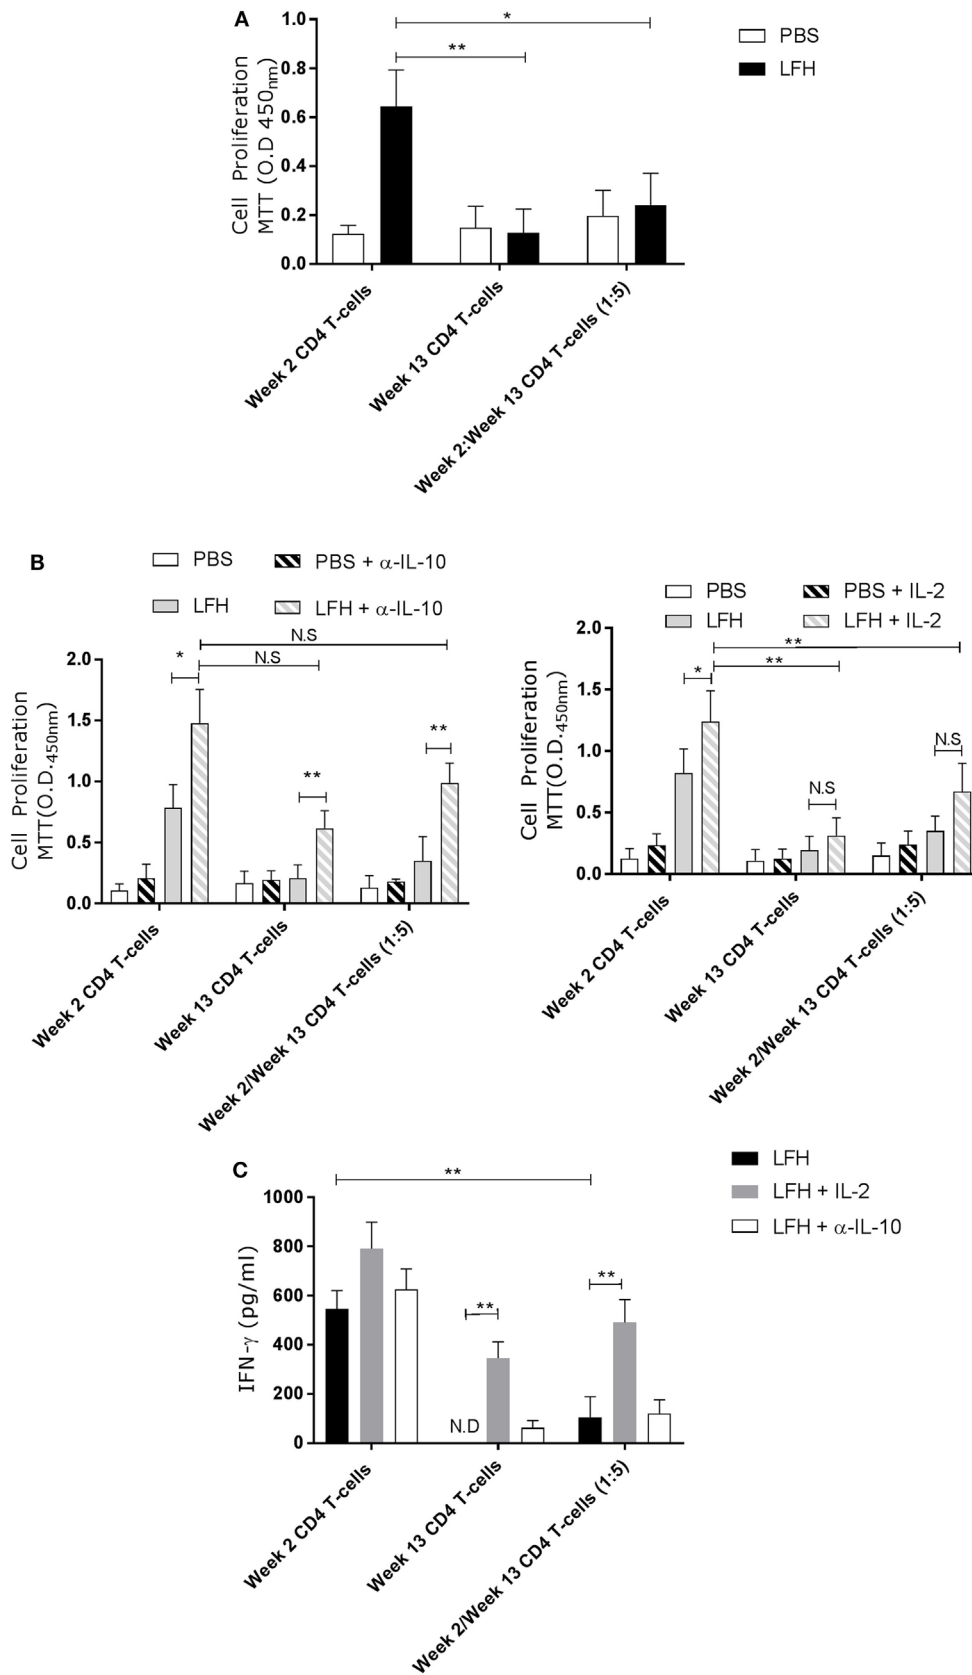 A
*
**
PBS
LFH
Cell Proliferation
MTT (O.D 450nm)
1.0
0.8
0.6
0.4
0.2
0.0
Week 2 CD4 T-cells
Week 13 CD4 T-cells
Week 2:Week 13 CD4 T-cells (1:5)
B
PBS
PBS + α-IL-10
LFH
LFH + α-IL-10
N.S
N.S
*
**
**
Cell Proliferation
MTT(O.D.450nm)
2.0
1.5
1.0
0.5
0.0
Week 2 CD4 T-cells
Week 13 CD4 T-cells
Week 2/Week 13 CD4 T-cells (1:5)
PBS
PBS + IL-2
LFH
LFH + IL-2
**
**
*
N.S
N.S
Cell Proliferation
MTT(O.D.450nm)
2.0
1.5
1.0
0.5
0.0
Week 2 CD4 T-cells
Week 13 CD4 T-cells
Week 2/Week 13 CD4 T-cells (1:5)
C
LFH
LFH + IL-2
LFH + α-IL-10
**
**
**
N.D
IFN-γ (pg/ml)
1000
800
600
400
200
0
Week 2 CD4 T-cells
Week 13 CD4 T-cells
Week 2/Week 13 CD4 T-cells (1:5)